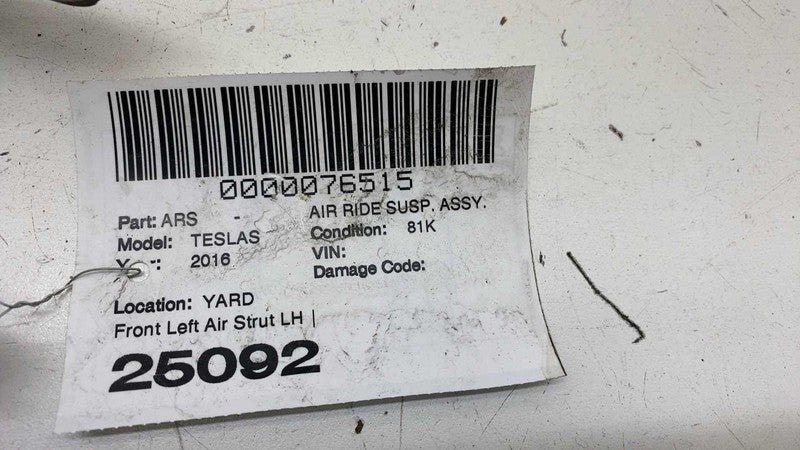 0000076515
Part: ARS - AIR RIDE SUSP. ASSY.
Model: TESLAS Condition: 81K
2016 VIN:
Damage Code:
Location: YARD
Front Left Air Strut LH |
25092